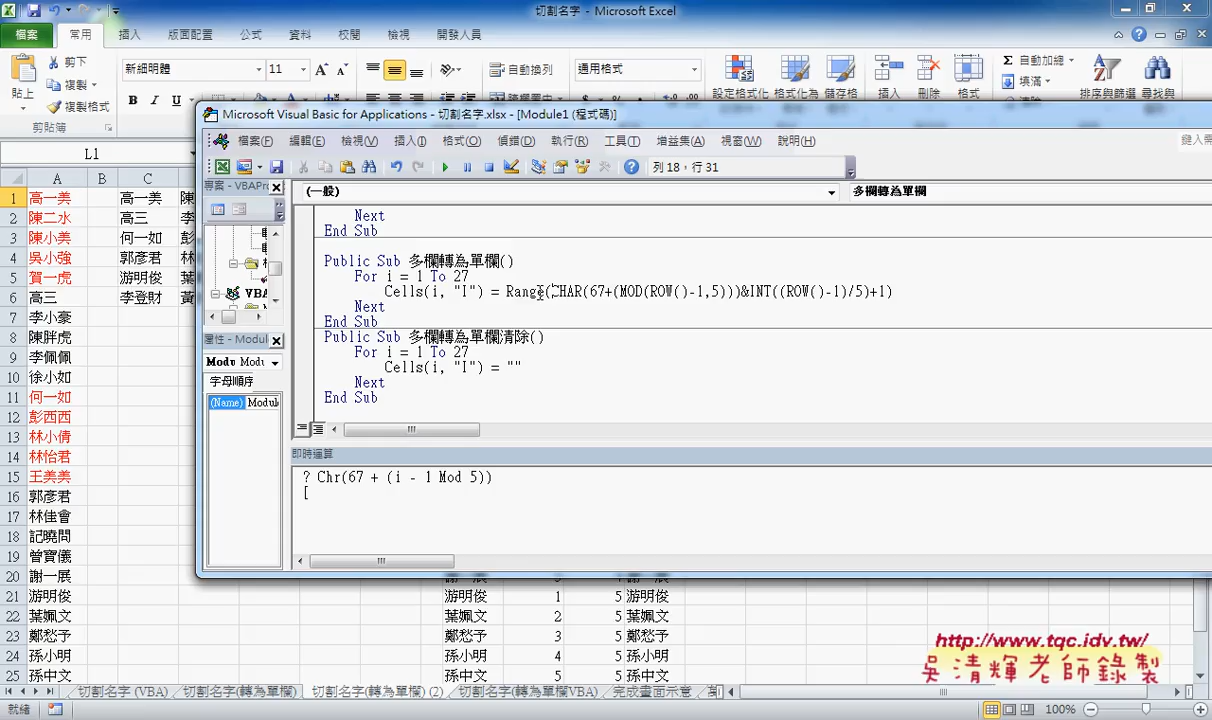 切割名字 - Microsoft Excel
檔案 常用 插入 版面配置 公式 資料 校閱 檢視 開發人員
剪下 新細明體 11 自動換列 通用格式 Σ 自動加總
複製 填滿
貼上 複製格式 B I U 設定格式化 格式化為 儲存格 插入 刪除 格式 排序與篩選 尋找與
剪貼簿
L1
Microsoft Visual Basic for Applications - 切割名字.xlsx - [Module1 (程式碼)]
檔案(F) 編輯(E) 檢視(V) 插入(I) 格式(O) 偵錯(D) 執行(R) 工具(T) 增益集(A) 視窗(W) 說明(H) 鍵入
列 18，行 31
專案 - VBAPr
(一般) 多欄轉為單欄
VBA
屬性 - Modul
Modu Modu
字母順序
(Name) Modul
Next
End Sub
Public Sub 多欄轉為單欄()
For i = 1 To 27
Cells(i, "I") = Range(CHAR(67+(MOD(ROW()-1,5)))&INT((ROW()-1)/5)+1)
Next
End Sub
Public Sub 多欄轉為單欄清除()
For i = 1 To 27
Cells(i, "I") = ""
Next
End Sub
即時運算
? Chr(67 + (i - 1 Mod 5))
[
A B C
1 高一美 高一美 陳
2 陳二水 高三 李
3 陳小美 何一如 彭
4 吳小強 郭彥君 林
5 賀一虎 游明俊 葉
6 高三 李登財 黃
7 李小豪
8 陳胖虎
9 李佩佩
10 徐小如
11 何一如
12 彭西西
13 林小倩
14 林怡君
15 王美美
16 郭彥君
17 林佳會
18 記曉問
19 曾寶儀
20 謝一展
21 游明俊 游明俊 1 5 游明俊
22 葉姵文 葉姵文 2 5 葉姵文
23 鄭愁予 鄭愁予 3 5 鄭愁予
24 孫小明 孫小明 4 5 孫小明
25 孫中文 孫中文 5 5 孫中文
http://www.tqc.idv.tw/
吳清輝老師錄製
切割名字 (VBA) 切割名字(轉為單欄) 切割名字(轉為單欄) (2) 切割名字(轉為單欄VBA) 完成畫面示意
就緒 100%